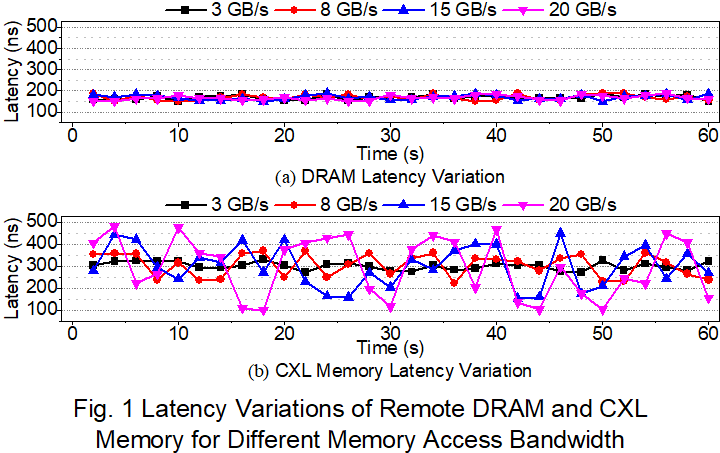 3 GB/s 8 GB/s 15 GB/s 20 GB/s
Latency (ns)
500
400
300
200
100
0 10 20 30 40 50 60
Time (s)
(a) DRAM Latency Variation
3 GB/s 8 GB/s 15 GB/s 20 GB/s
Latency (ns)
500
400
300
200
100
0 10 20 30 40 50 60
Time (s)
(b) CXL Memory Latency Variation
Fig. 1 Latency Variations of Remote DRAM and CXL
Memory for Different Memory Access Bandwidth